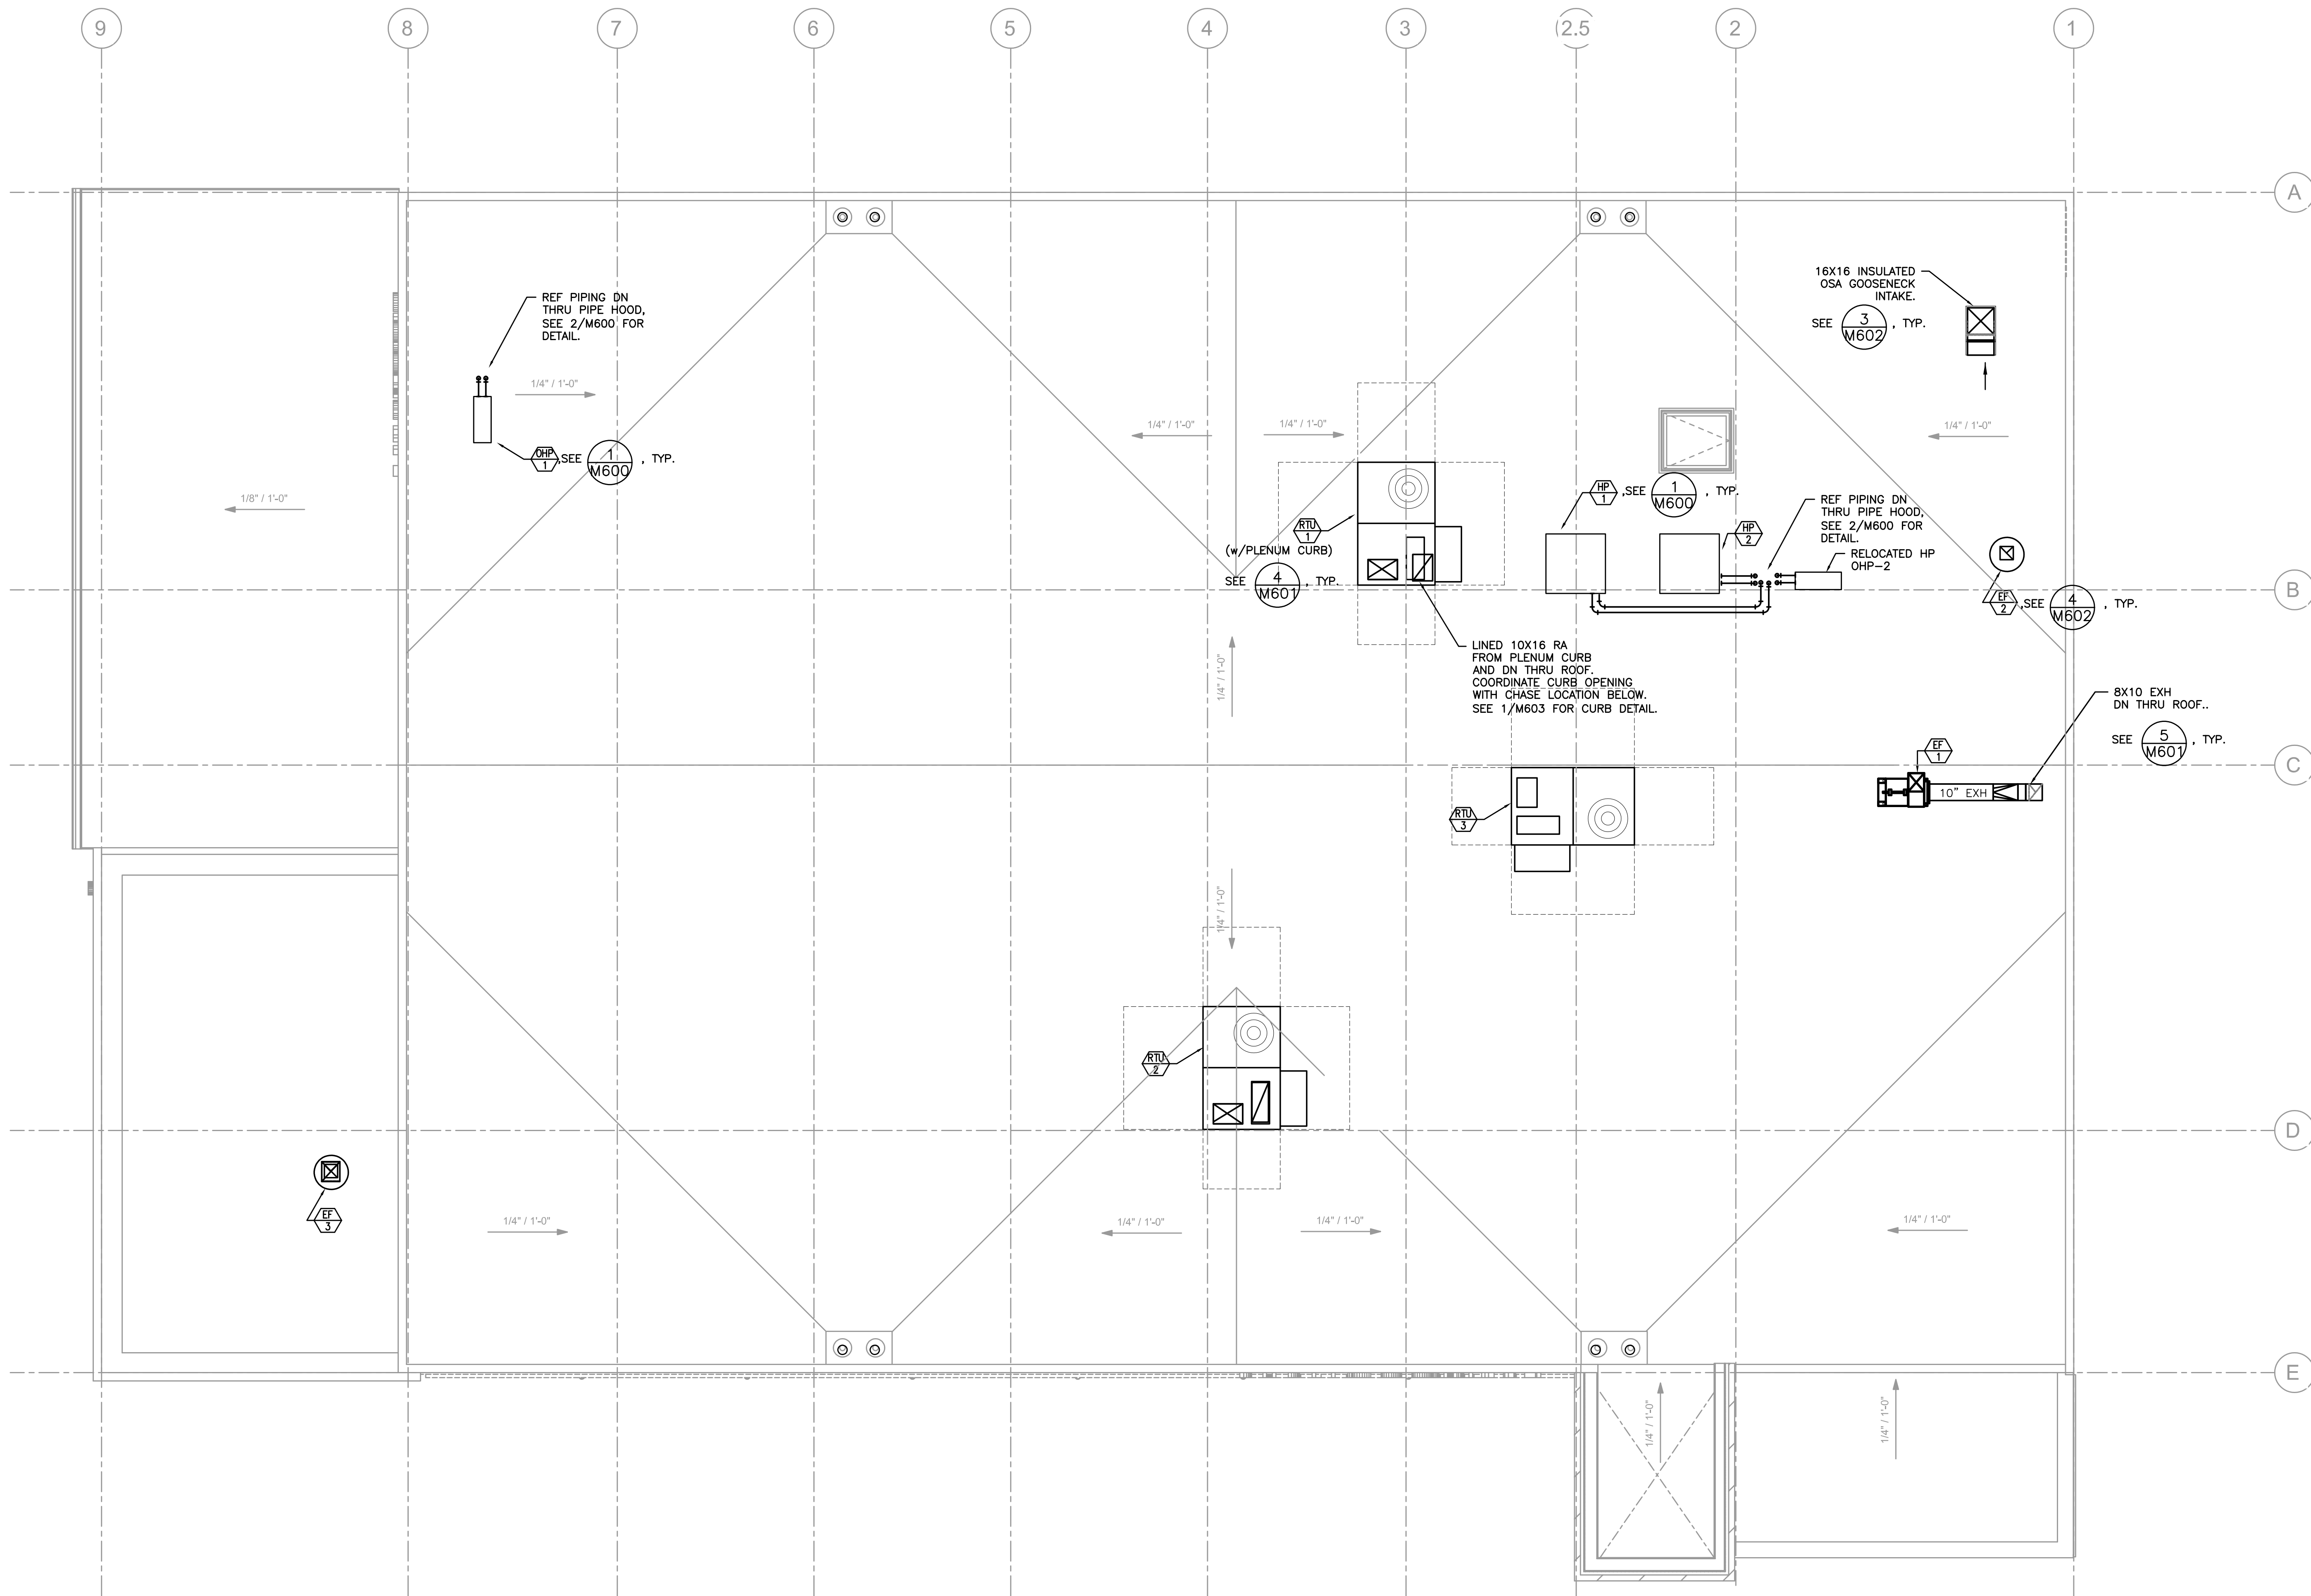 9
8
7
6
5
4
3
2.5
2
1
A
B
C
D
E
REF PIPING DN
THRU PIPE HOOD,
SEE 2/M600 FOR
DETAIL.
1/4" / 1'-0"
OHP
1
,SEE
1
M600
, TYP.
1/8" / 1'-0"
1/4" / 1'-0"
1/4" / 1'-0"
16X16 INSULATED
OSA GOOSENECK
INTAKE.
SEE
3
M602
, TYP.
1/4" / 1'-0"
RTU
1
(w/PLENUM CURB)
SEE
4
M601
, TYP.
HP
1
,SEE
1
M600
, TYP.
HP
2
REF PIPING DN
THRU PIPE HOOD,
SEE 2/M600 FOR
DETAIL.
RELOCATED HP
OHP-2
EF
2
,SEE
4
M602
, TYP.
LINED 10X16 RA
FROM PLENUM CURB
AND DN THRU ROOF.
COORDINATE CURB OPENING
WITH CHASE LOCATION BELOW.
SEE 1/M603 FOR CURB DETAIL.
1/4" / 1'-0"
8X10 EXH
DN THRU ROOF..
SEE
5
M601
, TYP.
EF
1
10" EXH
RTU
3
1/4" / 1'-0"
RTU
2
EF
3
1/4" / 1'-0"
1/4" / 1'-0"
1/4" / 1'-0"
1/4" / 1'-0"
1/4" / 1'-0"
1/4" / 1'-0"